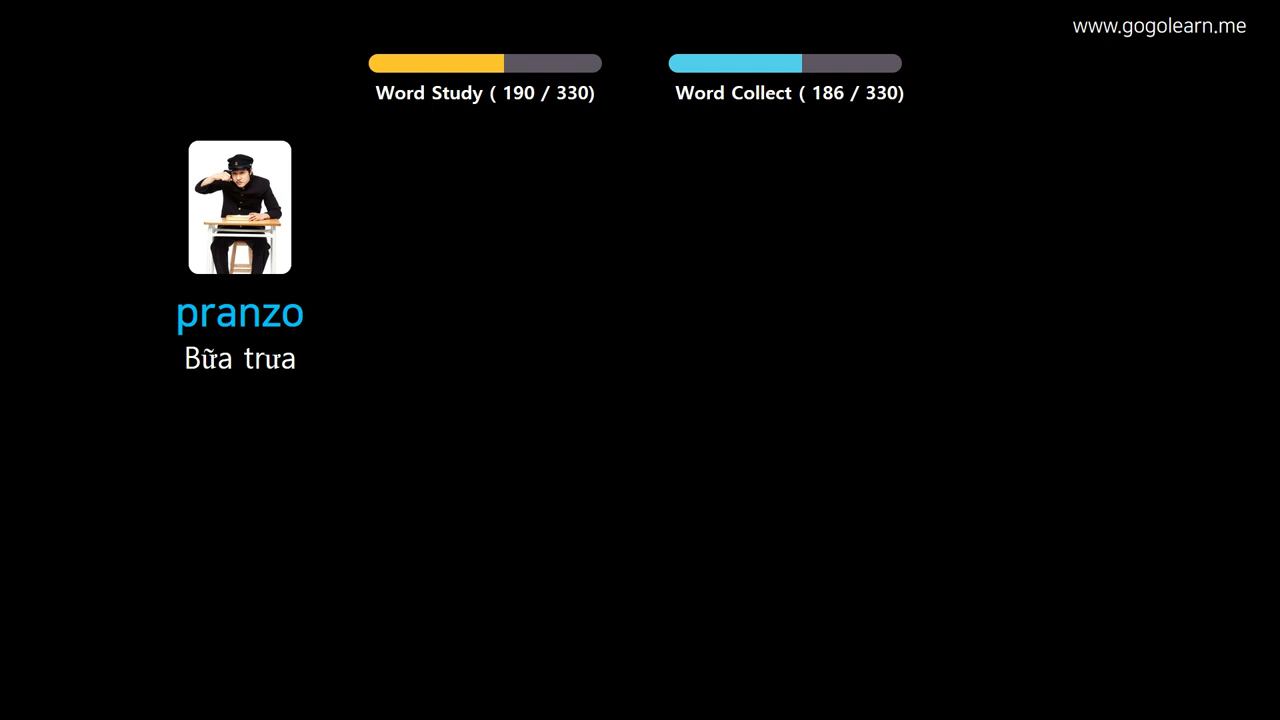 www.gogolearn.me
Word Study ( 190 / 330)
Word Collect ( 186 / 330)
pranzo
Bữa trưa